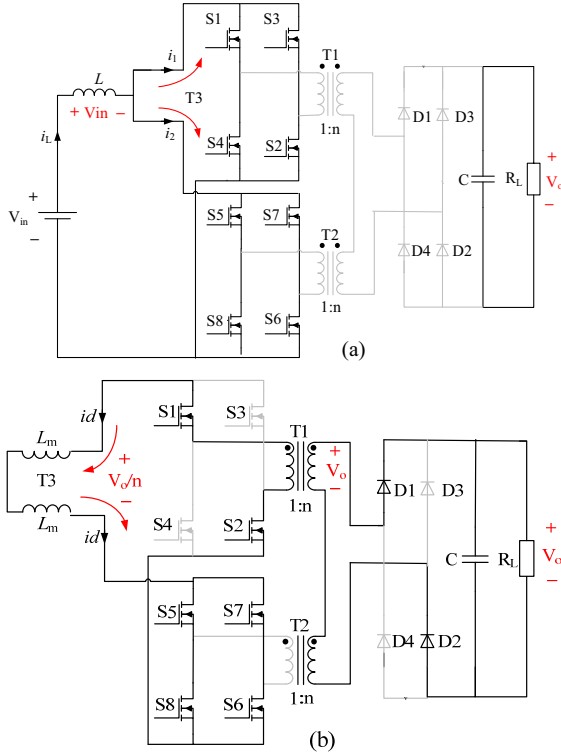 S1
S3
i1
T1
L
T3
+ Vin −
1:n
D1
D3
iL
i2
S4
S2
+
C
RL
Vo
−
+
Vin
−
S5
S7
T2
D4
D2
S8
S6
1:n
(a)
id
S1
S3
T1
Lm
+
T3
Vo/n
−
+
Vo
−
D1
D3
Lm
S4
S2
1:n
id
C
RL
+
Vo
−
S5
S7
T2
D4
D2
S8
S6
1:n
(b)